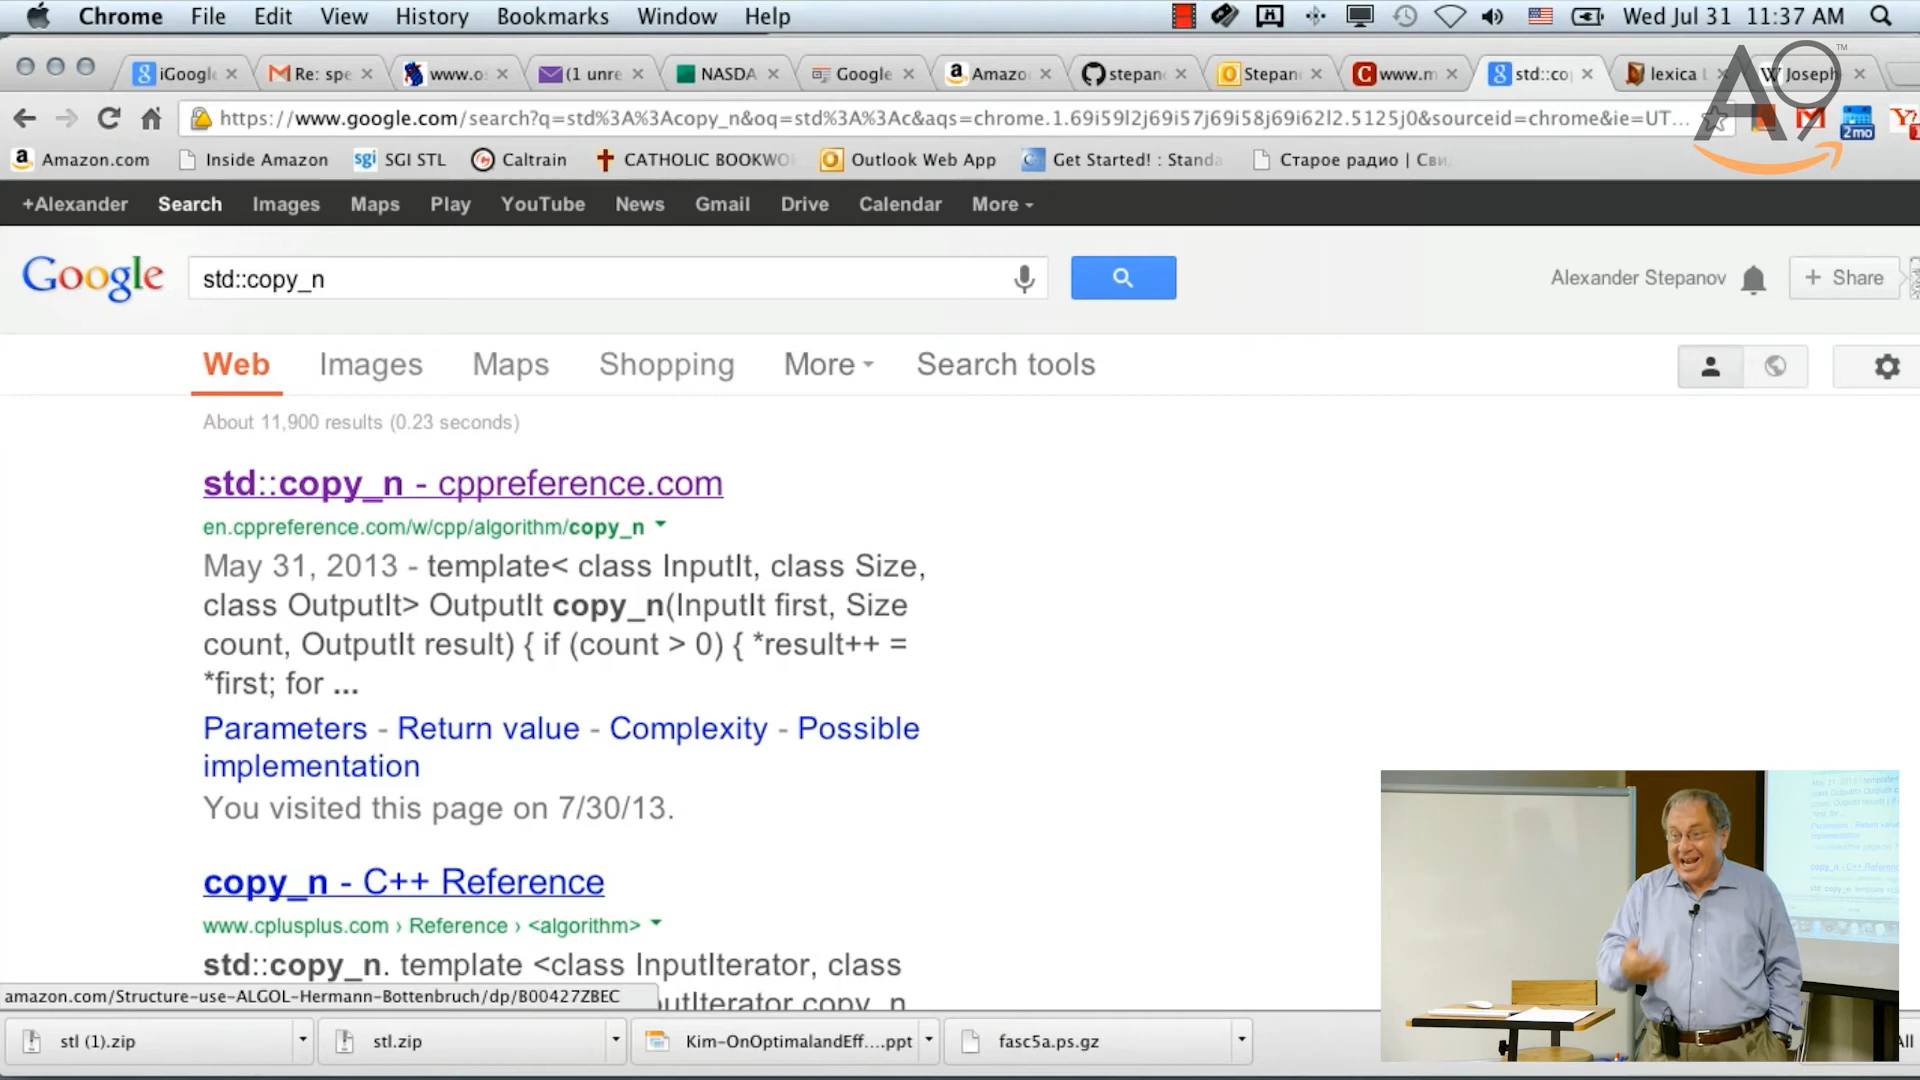 Chrome File Edit View History Bookmarks Window Help
Wed Jul 31 11:37 AM
iGoogle
Re: spe
www.o
(1 unre
NASDA
Google
Amazo
stepan
Stepan
www.m
std::co
lexica
Joseph
https://www.google.com/search?q=std%3A%3Acopy_n&oq=std%3A%3Ac&aqs=chrome.1.69i59l2j69i57j69i58j69i62l2.5125j0&sourceid=chrome&ie=UT...
2mo
A9
TM
Amazon.com
Inside Amazon
sgi SGI STL
Caltrain
CATHOLIC BOOKWO
Outlook Web App
Get Started! : Standa
Старое радио | Сви
+Alexander Search Images Maps Play YouTube News Gmail Drive Calendar More
Google
std::copy_n
Alexander Stepanov
+ Share
Web Images Maps Shopping More Search tools
About 11,900 results (0.23 seconds)
std::copy_n - cppreference.com
en.cppreference.com/w/cpp/algorithm/copy_n
May 31, 2013 - template< class InputIt, class Size,
class OutputIt> OutputIt copy_n(InputIt first, Size
count, OutputIt result) { if (count > 0) { *result++ =
*first; for ...
Parameters - Return value - Complexity - Possible
implementation
You visited this page on 7/30/13.
copy_n - C++ Reference
www.cplusplus.com › Reference › <algorithm>
std::copy_n. template <class InputIterator, class
utIterator copy_n
amazon.com/Structure-use-ALGOL-Hermann-Bottenbruch/dp/B00427ZBEC
stl (1).zip
stl.zip
Kim-OnOptimalandEff....ppt
fasc5a.ps.gz
All